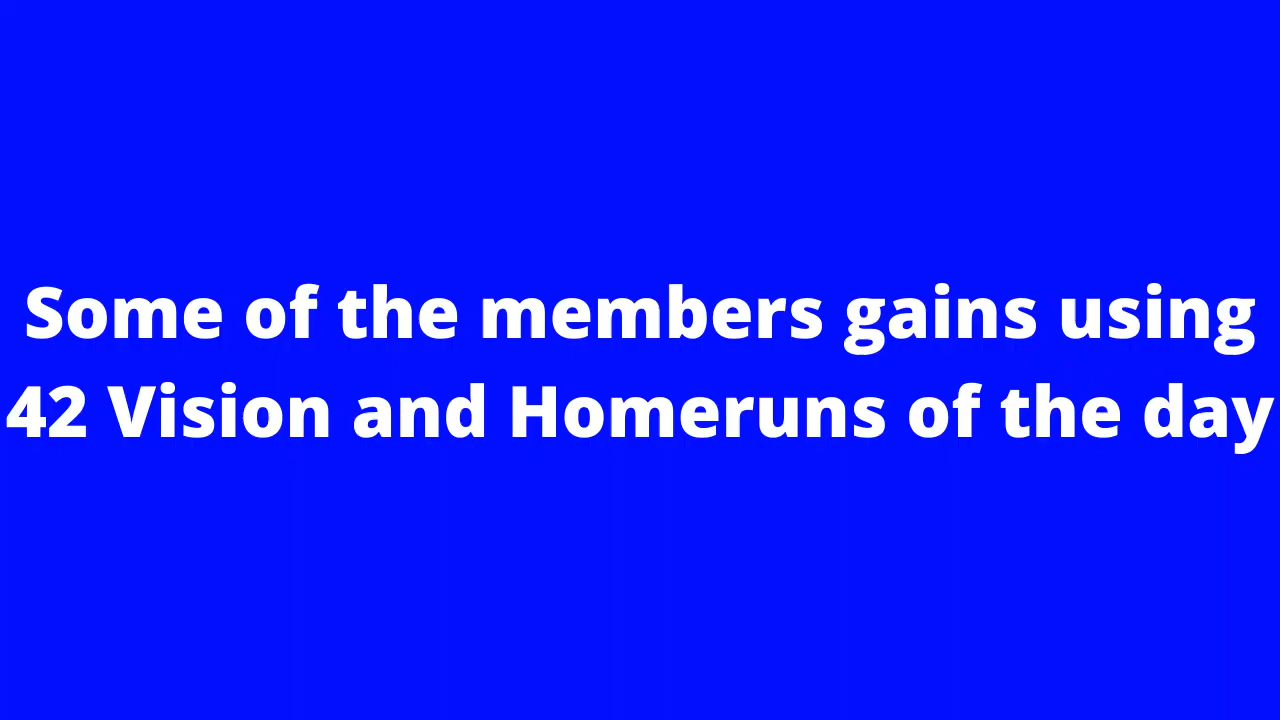 Some of the members gains using
42 Vision and Homeruns of the day